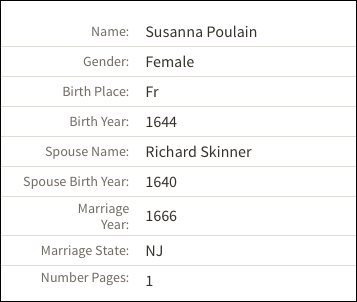 Name: Susanna Poulain
Gender: Female
Birth Place: Fr
Birth Year: 1644
Spouse Name: Richard Skinner
Spouse Birth Year: 1640
Marriage
Year: 1666
Marriage State: NJ
Number Pages: 1